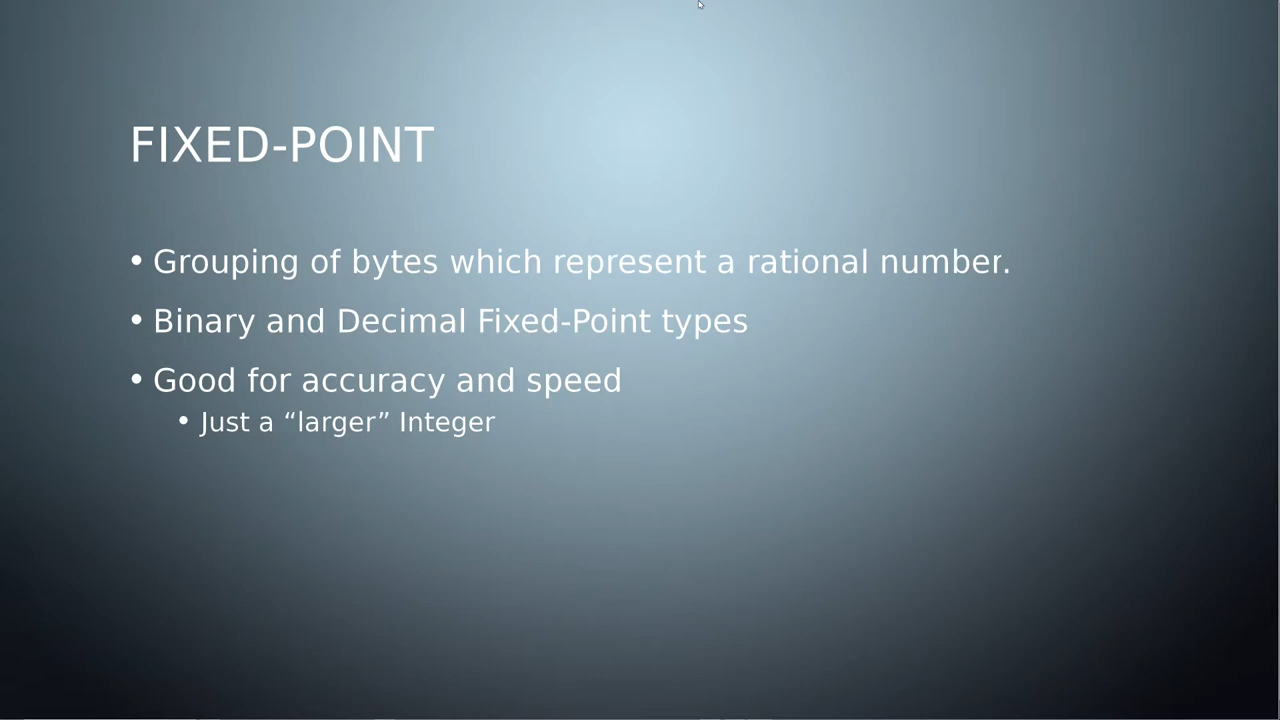 FIXED-POINT
• Grouping of bytes which represent a rational number.
• Binary and Decimal Fixed-Point types
• Good for accuracy and speed
• Just a “larger” Integer